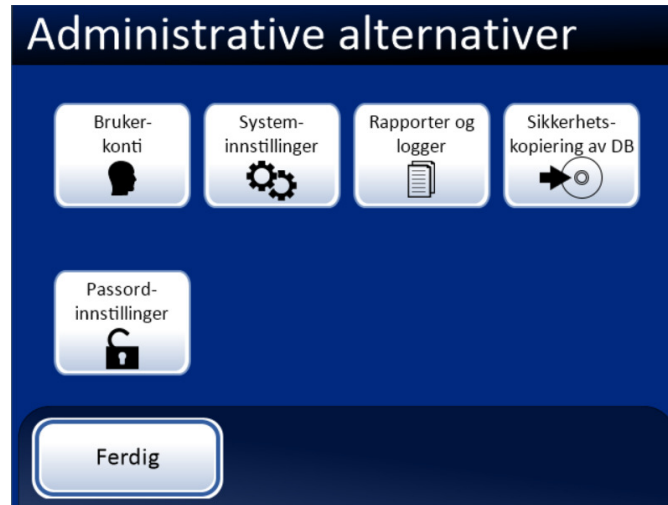 Administrative alternativer
Bruker-
konti
System-
innstillinger
Rapporter og
logger
Sikkerhets-
kopiering av DB
Passord-
innstillinger
Ferdig